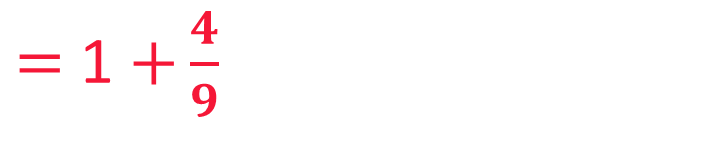 = 1 + 4/9